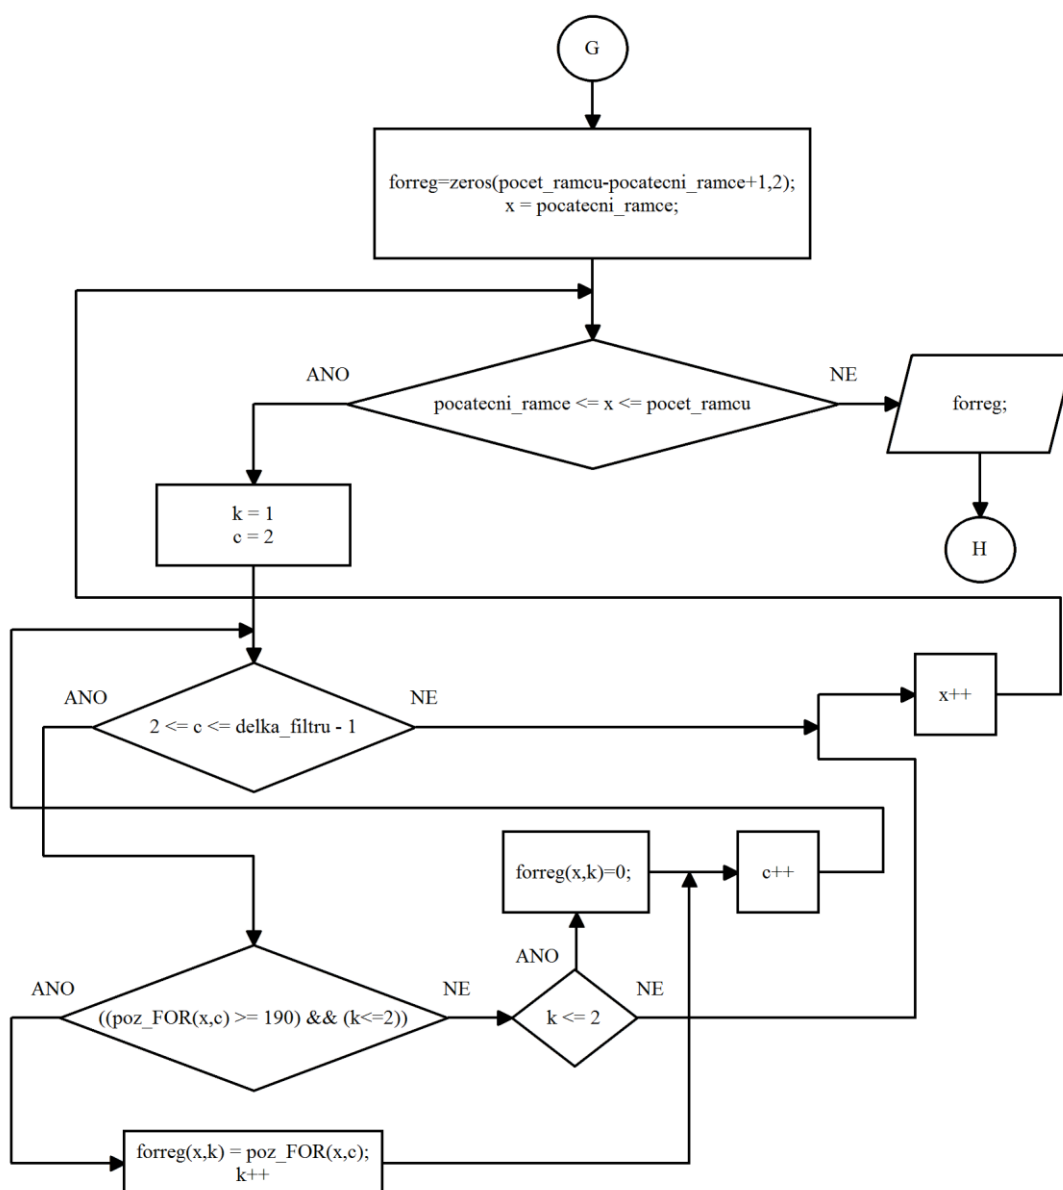 G
forreg=zeros(pocet_ramcu-pocatecni_ramce+1,2);
x = pocatecni_ramce;
ANO
NE
pocatecni_ramce <= x <= pocet_ramcu
forreg;
k = 1
c = 2
H
ANO
NE
x++
2 <= c <= delka_filtru - 1
forreg(x,k)=0;
c++
ANO
ANO
NE
NE
((poz_FOR(x,c) >= 190) && (k<=2))
k <= 2
forreg(x,k) = poz_FOR(x,c);
k++